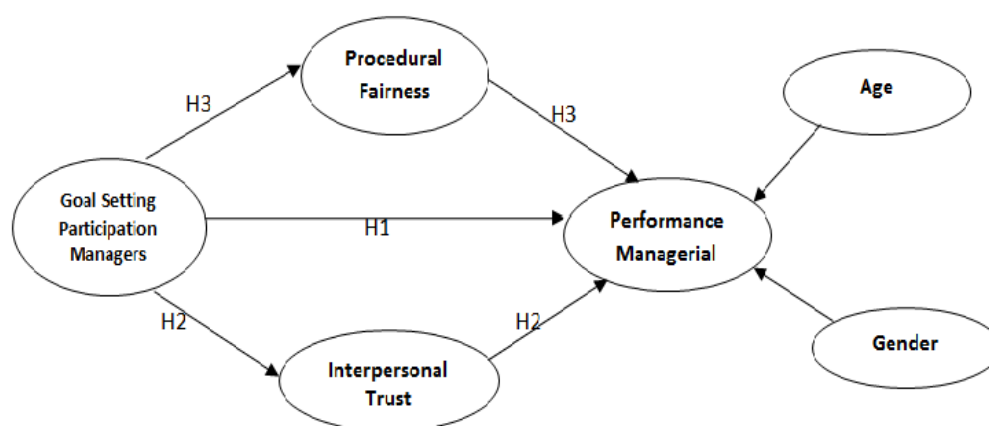 Procedural
Fairness
Age
H3
H3
Goal Setting
Participation
Managers
H1
Performance
Managerial
H2
H2
Interpersonal
Trust
Gender